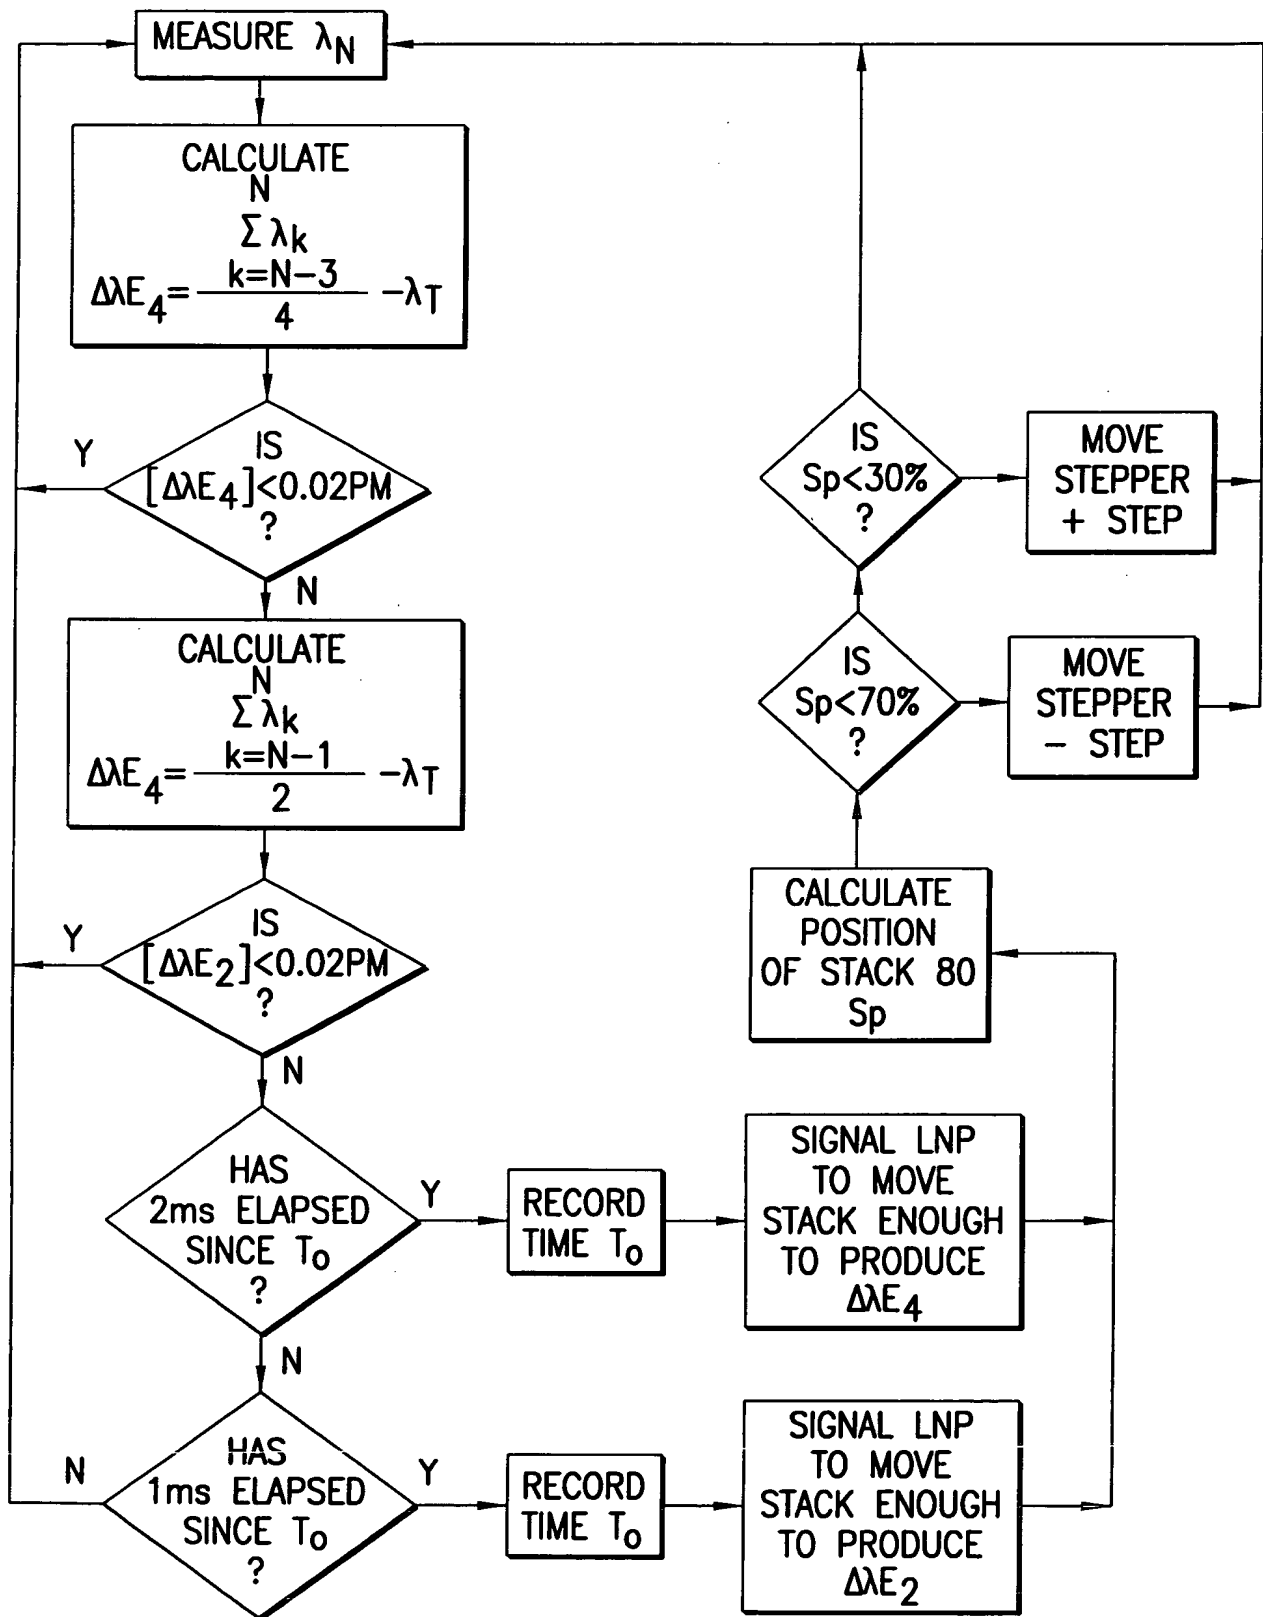 MEASURE λN
CALCULATE
N
Σ λk
k=N-3
ΔλE4= 4 -λT
IS
[ΔλE4]<0.02PM
?
Y
N
CALCULATE
N
Σ λk
k=N-1
ΔλE4= 2 -λT
IS
[ΔλE2]<0.02PM
?
Y
N
HAS
2ms ELAPSED
SINCE To
?
Y
N
RECORD
TIME To
SIGNAL LNP
TO MOVE
STACK ENOUGH
TO PRODUCE
ΔλE4
HAS
1ms ELAPSED
SINCE To
?
N
Y
RECORD
TIME To
SIGNAL LNP
TO MOVE
STACK ENOUGH
TO PRODUCE
ΔλE2
CALCULATE
POSITION
OF STACK 80
Sp
IS
Sp<70%
?
MOVE
STEPPER
- STEP
IS
Sp<30%
?
MOVE
STEPPER
+ STEP